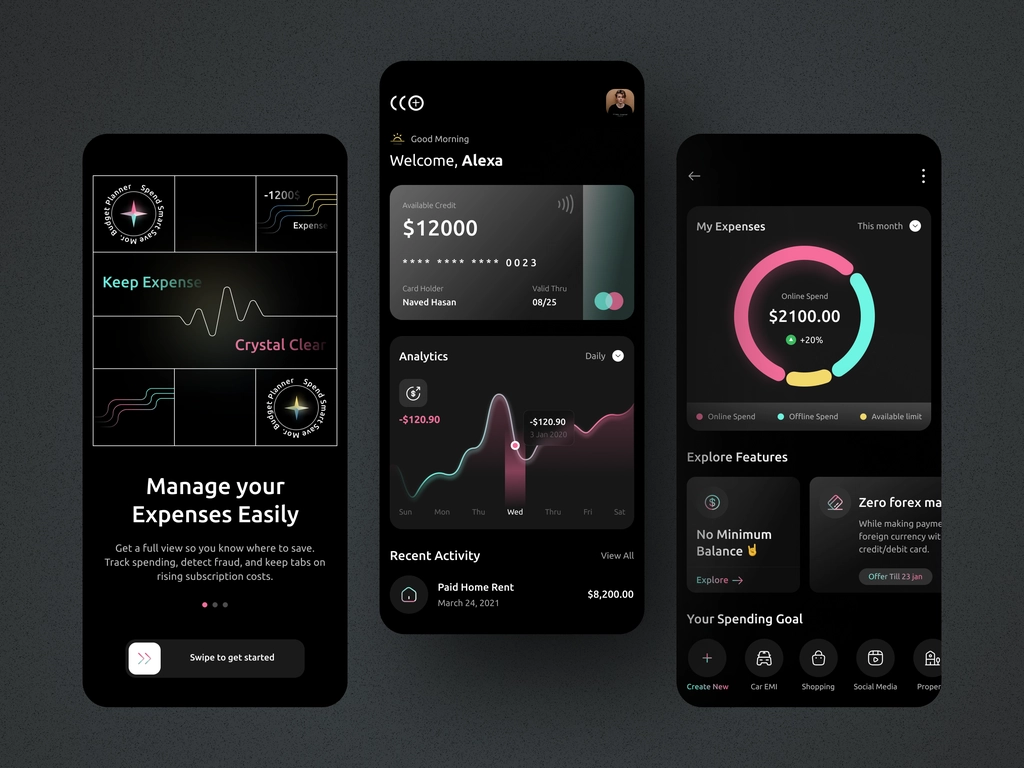 Budget Planner Spend Smart Save Mor.
-1200$
Expense
Keep Expense
Crystal Clear
Budget Planner Spend Smart Save Mor.
Manage your
Expenses Easily
Get a full view so you know where to save.
Track spending, detect fraud, and keep tabs on
rising subscription costs.
Swipe to get started
Good Morning
Welcome, Alexa
Available Credit
$12000
**** **** **** 0023
Card Holder
Valid Thru
Naved Hasan
08/25
Analytics
Daily
-$120.90
-$120.90
3 Jan 2020
Sun Mon Thu Wed Thru Fri Sat
Recent Activity
View All
Paid Home Rent
March 24, 2021
$8,200.00
My Expenses
This month
Online Spend
$2100.00
+20%
Online Spend
Offline Spend
Available limit
Explore Features
No Minimum
Balance 🤘
Explore
Zero forex ma
While making payme
foreign currency wit
credit/debit card.
Offer Till 23 jan
Your Spending Goal
Create New
Car EMI
Shopping
Social Media
Proper